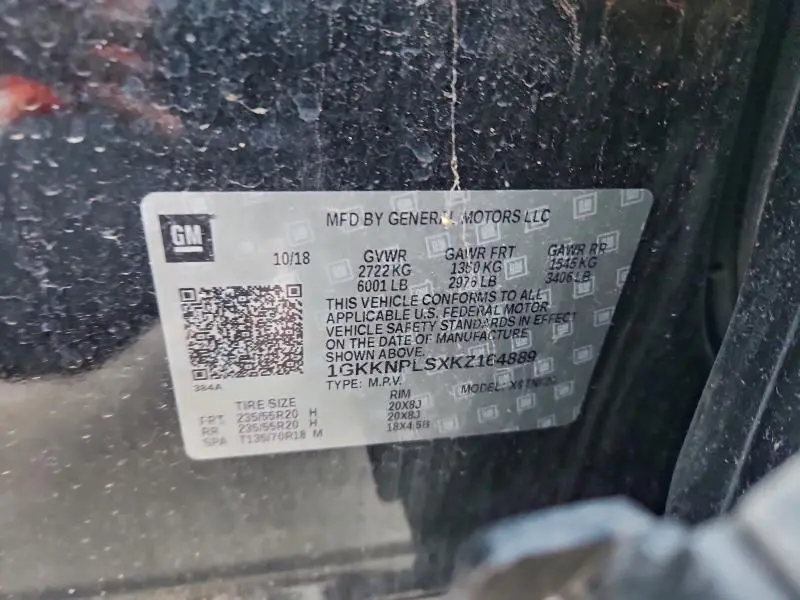 GM
MFD BY GENERAL MOTORS LLC
10/18 GVWR GAWR FRT GAWR RR
2722 KG 1350 KG 1545 KG
6001 LB 2976 LB 3406 LB
THIS VEHICLE CONFORMS TO ALL
APPLICABLE U.S. FEDERAL MOTOR
VEHICLE SAFETY STANDARDS IN EFFECT
ON THE DATE OF MANUFACTURE
SHOWN ABOVE.
384A
1GKKNPLSXKZ164889
TYPE: M.P.V. MODEL:
TIRE SIZE RIM
FRT 235/55R20 H 20X8J
RR 235/55R20 H 20X8J
SPA T135/70R18 M 18X4.5B